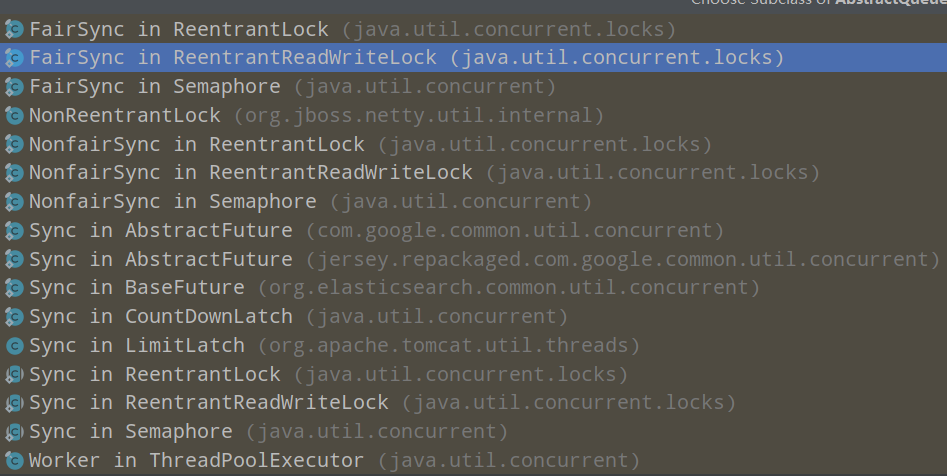 Choose Subclass of AbstractQueue
FairSync in ReentrantLock (java.util.concurrent.locks)
FairSync in ReentrantReadWriteLock (java.util.concurrent.locks)
FairSync in Semaphore (java.util.concurrent)
NonReentrantLock (org.jboss.netty.util.internal)
NonfairSync in ReentrantLock (java.util.concurrent.locks)
NonfairSync in ReentrantReadWriteLock (java.util.concurrent.locks)
NonfairSync in Semaphore (java.util.concurrent)
Sync in AbstractFuture (com.google.common.util.concurrent)
Sync in AbstractFuture (jersey.repackaged.com.google.common.util.concurrent)
Sync in BaseFuture (org.elasticsearch.common.util.concurrent)
Sync in CountDownLatch (java.util.concurrent)
Sync in LimitLatch (org.apache.tomcat.util.threads)
Sync in ReentrantLock (java.util.concurrent.locks)
Sync in ReentrantReadWriteLock (java.util.concurrent.locks)
Sync in Semaphore (java.util.concurrent)
Worker in ThreadPoolExecutor (java.util.concurrent)